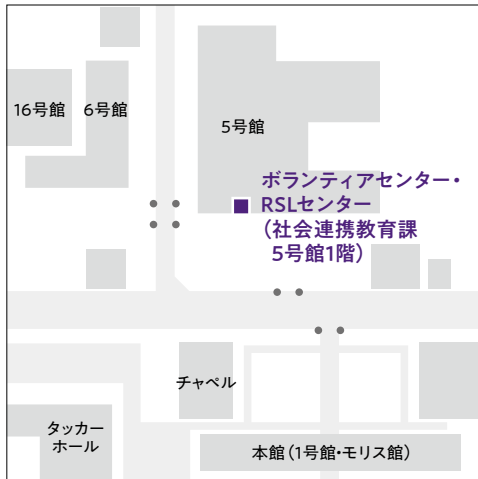 16号館
6号館
5号館
ボランティアセンター・
RSLセンター
（社会連携教育課
5号館1階）
チャペル
タッカー
ホール
本館（1号館・モリス館）